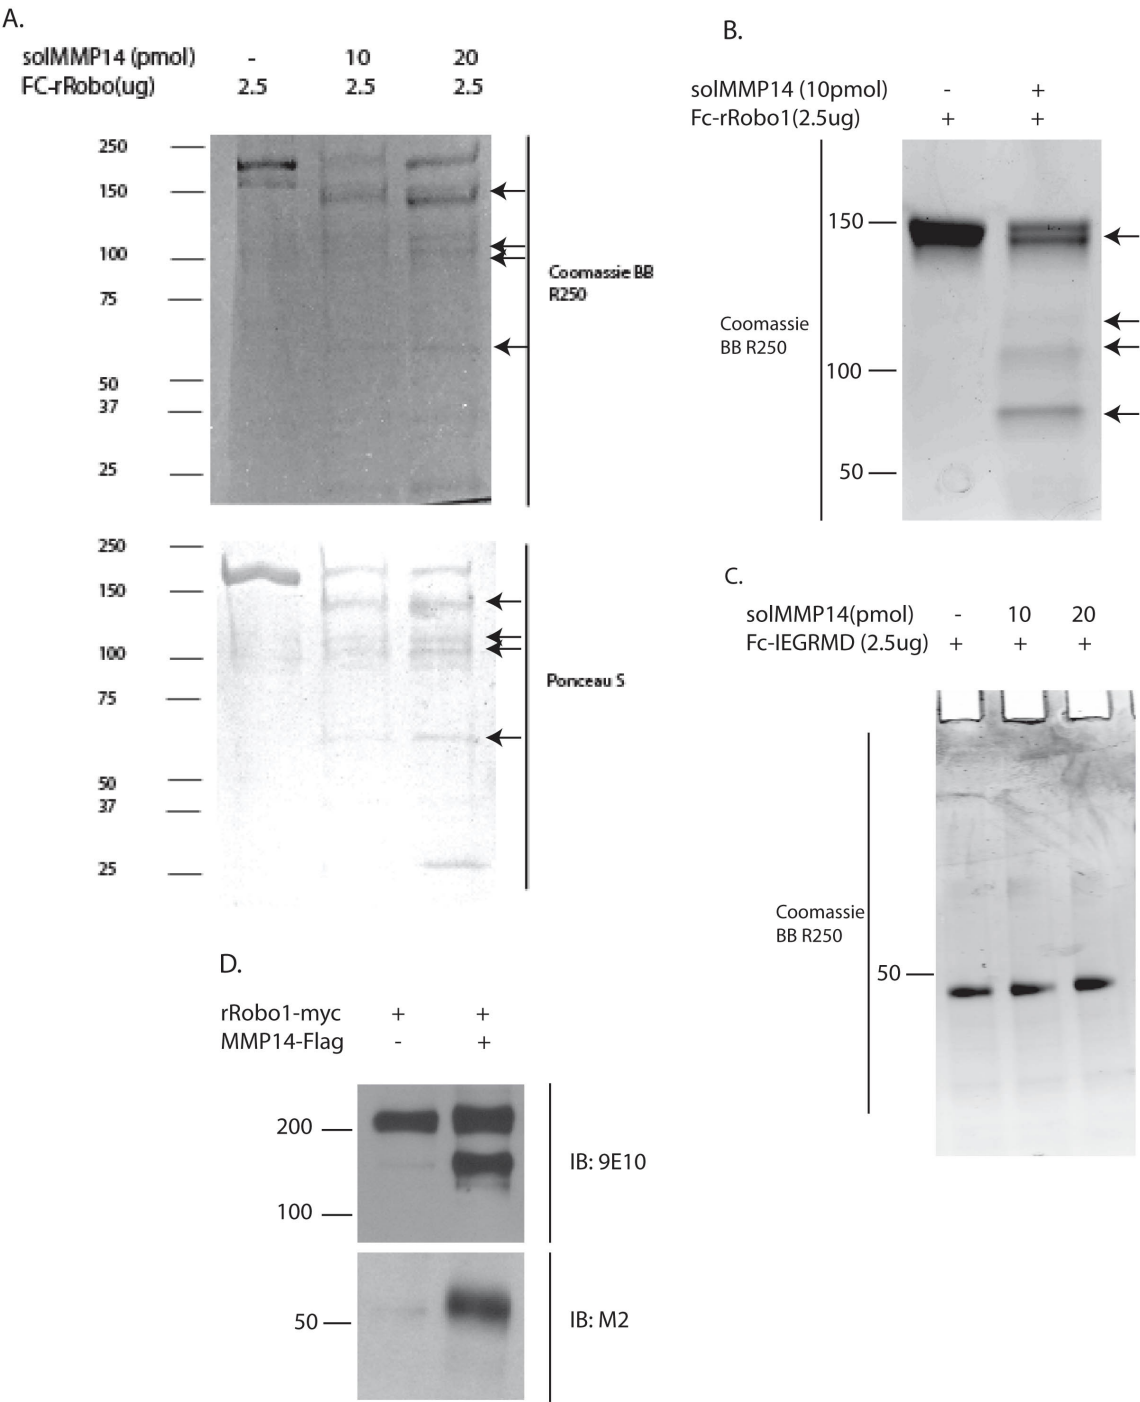 A.
solMMP14 (pmol) - 10 20
FC-rRobo(ug) 2.5 2.5 2.5
250
150
100
75
50
37
25
Coomassie BB
R250
250
150
100
75
50
37
25
Ponceau S
B.
solMMP14 (10pmol) - +
Fc-rRobo1(2.5ug) + +
150
100
50
Coomassie
BB R250
C.
solMMP14(pmol) - 10 20
Fc-IEGRMD (2.5ug) + + +
Coomassie
BB R250
50
D.
rRobo1-myc + +
MMP14-Flag - +
200
100
IB: 9E10
50
IB: M2